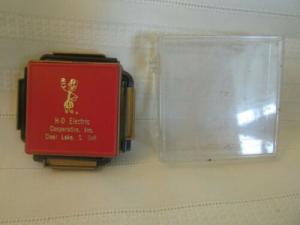 H-D Electric
Cooperative, Inc.
Clear Lake, S. Dak.